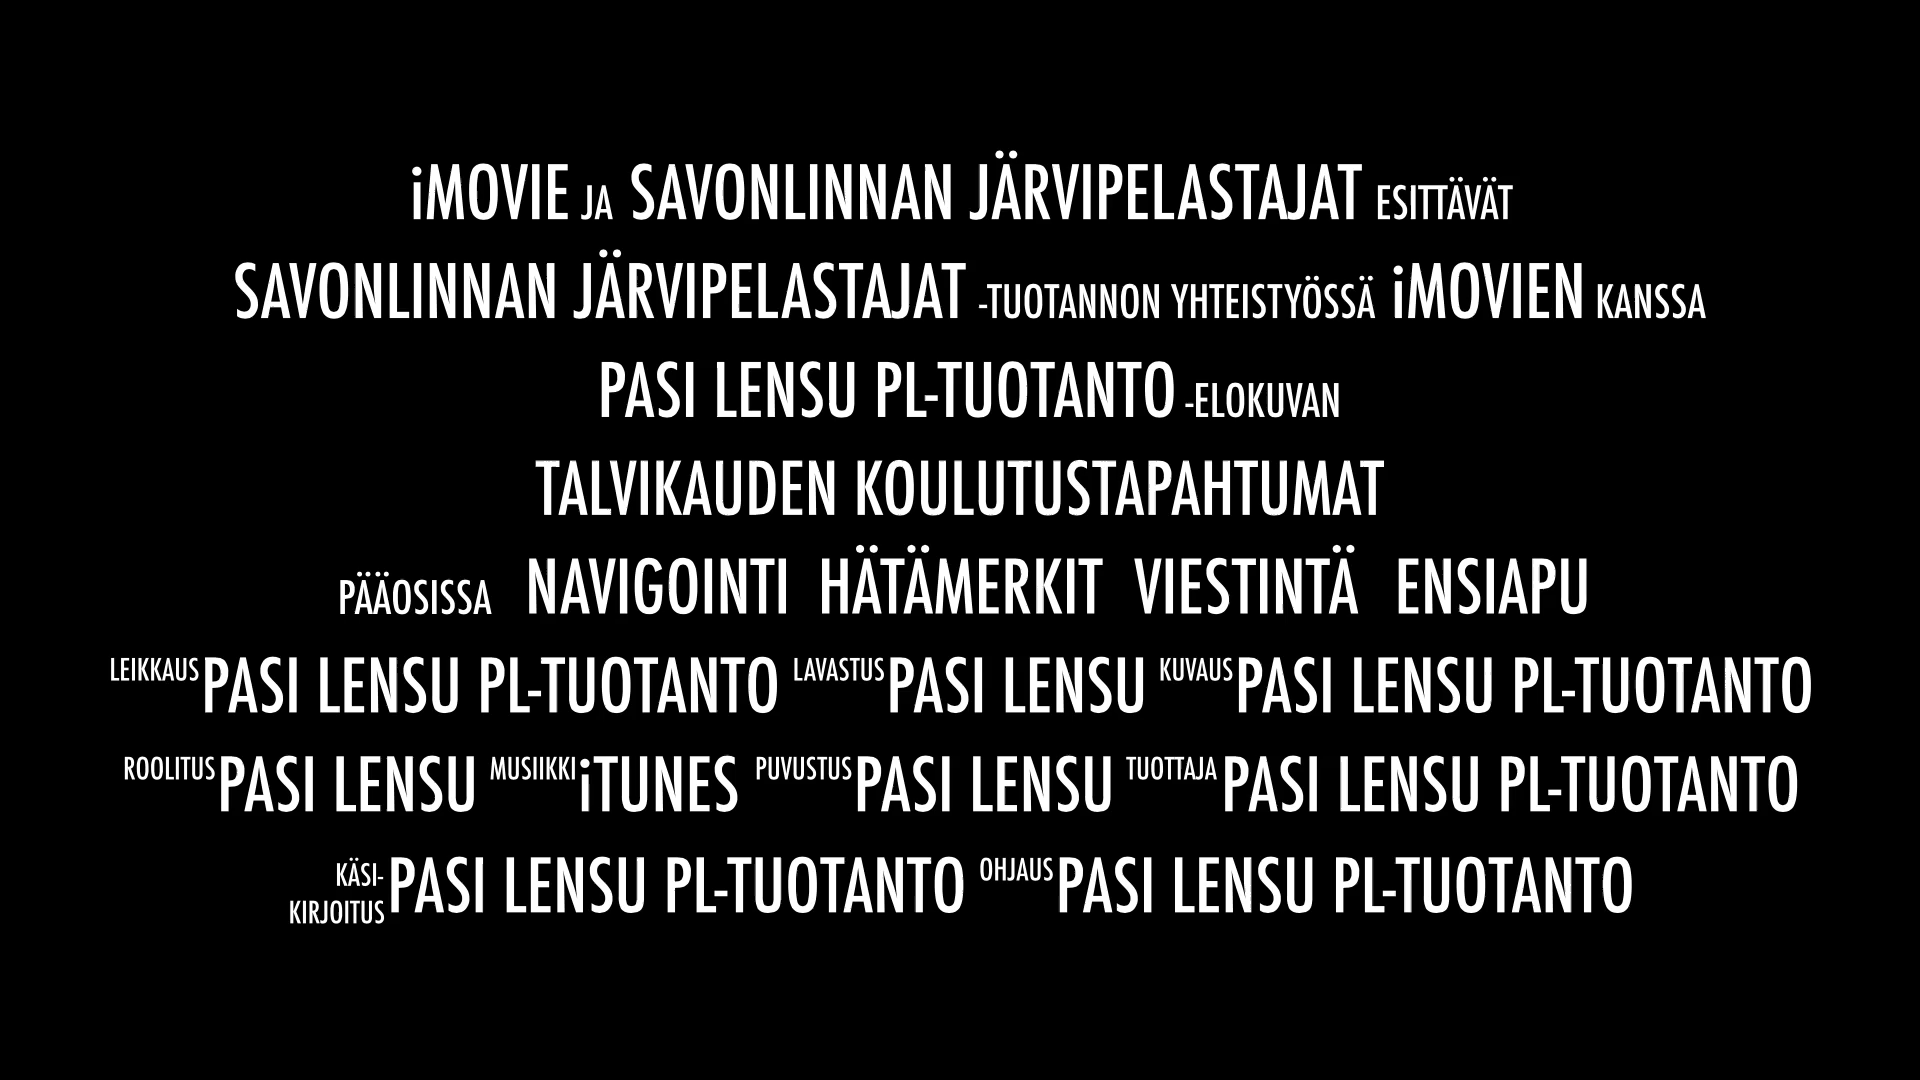 iMOVIE JA SAVONLINNAN JÄRVIPELASTAJAT ESITTÄVÄT
SAVONLINNAN JÄRVIPELASTAJAT -TUOTANNON YHTEISTYÖSSÄ iMOVIEN KANSSA
PASI LENSU PL-TUOTANTO -ELOKUVAN
TALVIKAUDEN KOULUTUSTAPAHTUMAT
PÄÄOSISSA NAVIGOINTI HÄTÄMERKIT VIESTINTÄ ENSIAPU
LEIKKAUS PASI LENSU PL-TUOTANTO LAVASTUS PASI LENSU KUVAUS PASI LENSU PL-TUOTANTO
ROOLITUS PASI LENSU MUSIIKKI iTUNES PUVUSTUS PASI LENSU TUOTTAJA PASI LENSU PL-TUOTANTO
KÄSI-
KIRJOITUS PASI LENSU PL-TUOTANTO OHJAUS PASI LENSU PL-TUOTANTO